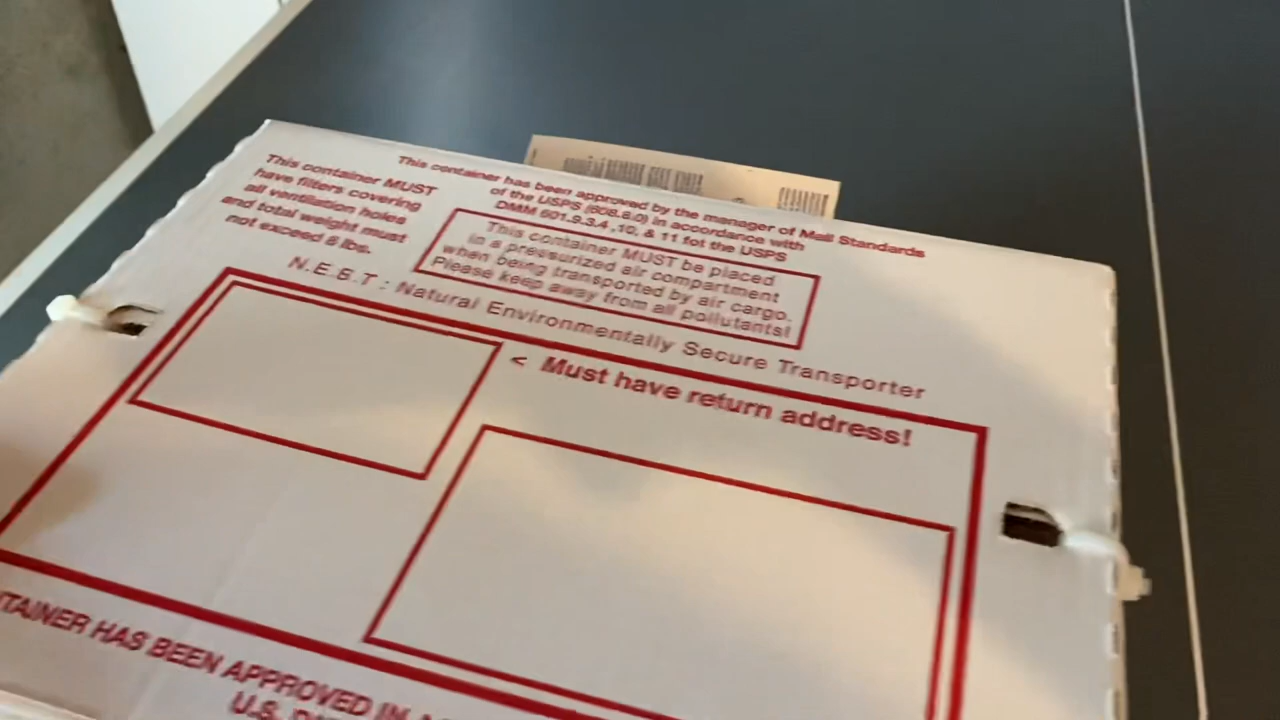 This container MUST
have filters covering
all ventilation holes
and total weight must
not exceed 6 lbs.
This container has been approved by the manager of Mail Standards
of the USPS (608.8.0) in accordance with
DMM 601.9.3.4 ,10, & 11 fot the USPS
This container MUST be placed
in a pressurized air compartment
when being transported by air cargo.
Please keep away from all pollutants!
N.E.B.T : Natural Environmentally Secure Transporter
< Must have return address!
TAINER HAS BEEN APPROVED IN
U.S.